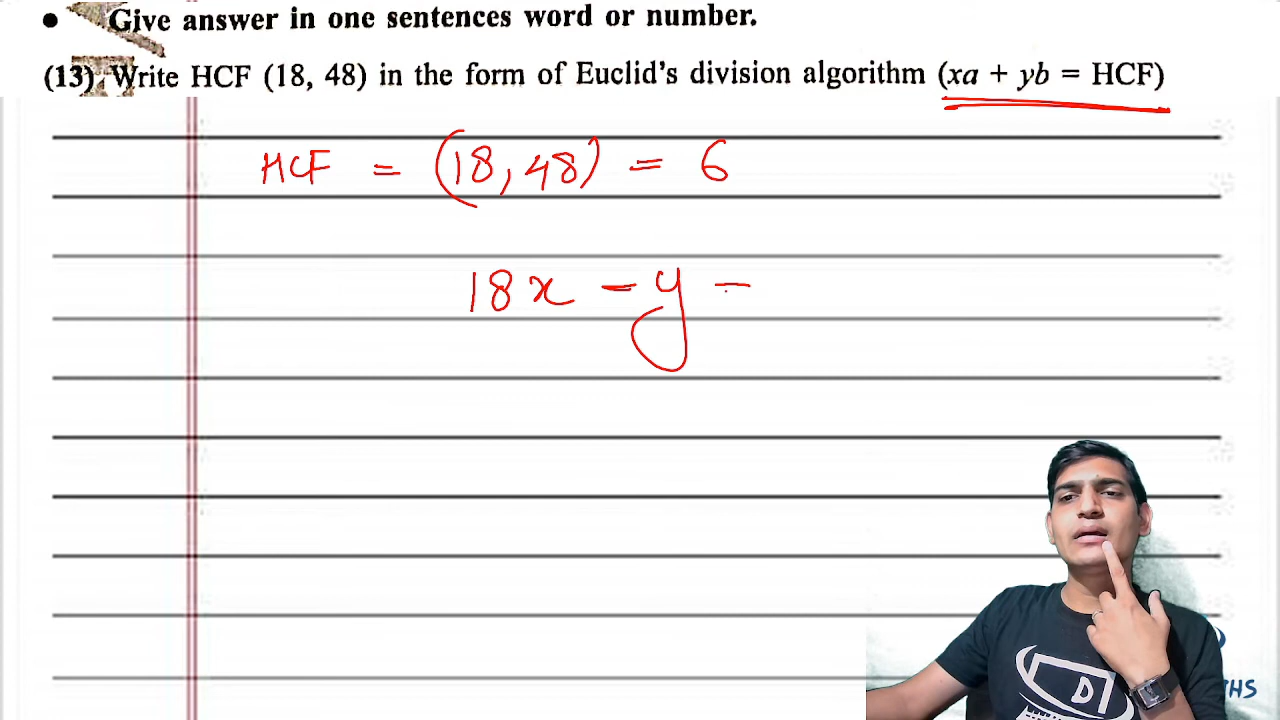 • Give answer in one sentences word or number.
(13) Write HCF (18, 48) in the form of Euclid's division algorithm (xa + yb = HCF)
HCF = (18, 48) = 6
18x - y -
D
HS